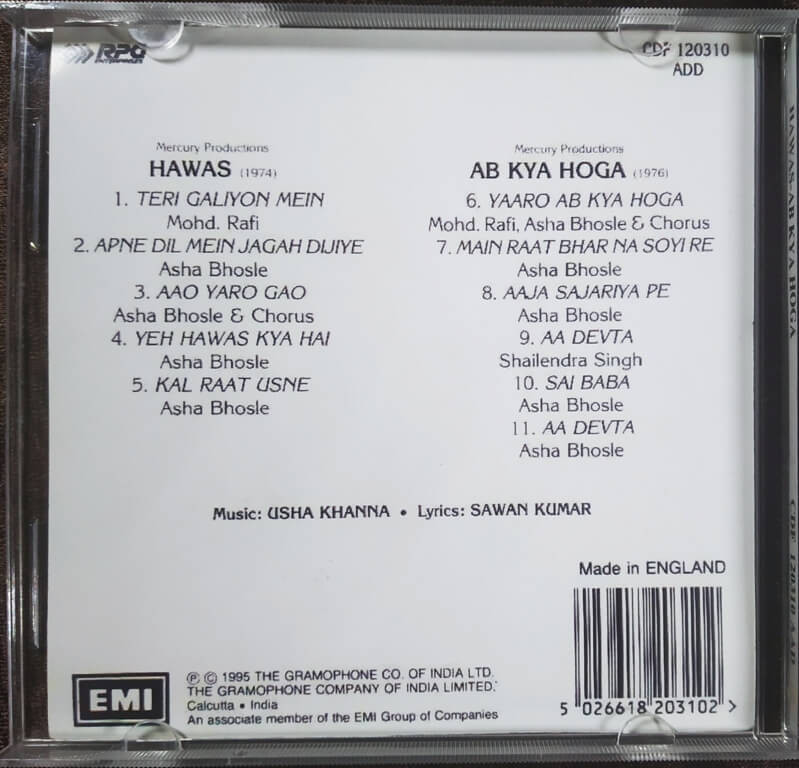 RPG
ENTERPRISES
CDF 120310
ADD
Mercury Productions
HAWAS (1974)
1. TERI GALIYON MEIN
Mohd. Rafi
2. APNE DIL MEIN JAGAH DIJIYE
Asha Bhosle
3. AAO YARO GAO
Asha Bhosle & Chorus
4. YEH HAWAS KYA HAI
Asha Bhosle
5. KAL RAAT USNE
Asha Bhosle
Mercury Productions
AB KYA HOGA (1976)
6. YAARO AB KYA HOGA
Mohd. Rafi, Asha Bhosle & Chorus
7. MAIN RAAT BHAR NA SOYI RE
Asha Bhosle
8. AAJA SAJARIYA PE
Asha Bhosle
9. AA DEVTA
Shailendra Singh
10. SAI BABA
Asha Bhosle
11. AA DEVTA
Asha Bhosle
Music: USHA KHANNA • Lyrics: SAWAN KUMAR
Made in ENGLAND
EMI
℗ © 1995 THE GRAMOPHONE CO. OF INDIA LTD.
THE GRAMOPHONE COMPANY OF INDIA LIMITED.
Calcutta • India
An associate member of the EMI Group of Companies
5 026618 203102 >
HAWAS-AB KYA HOGA
CDF 120310 AAD